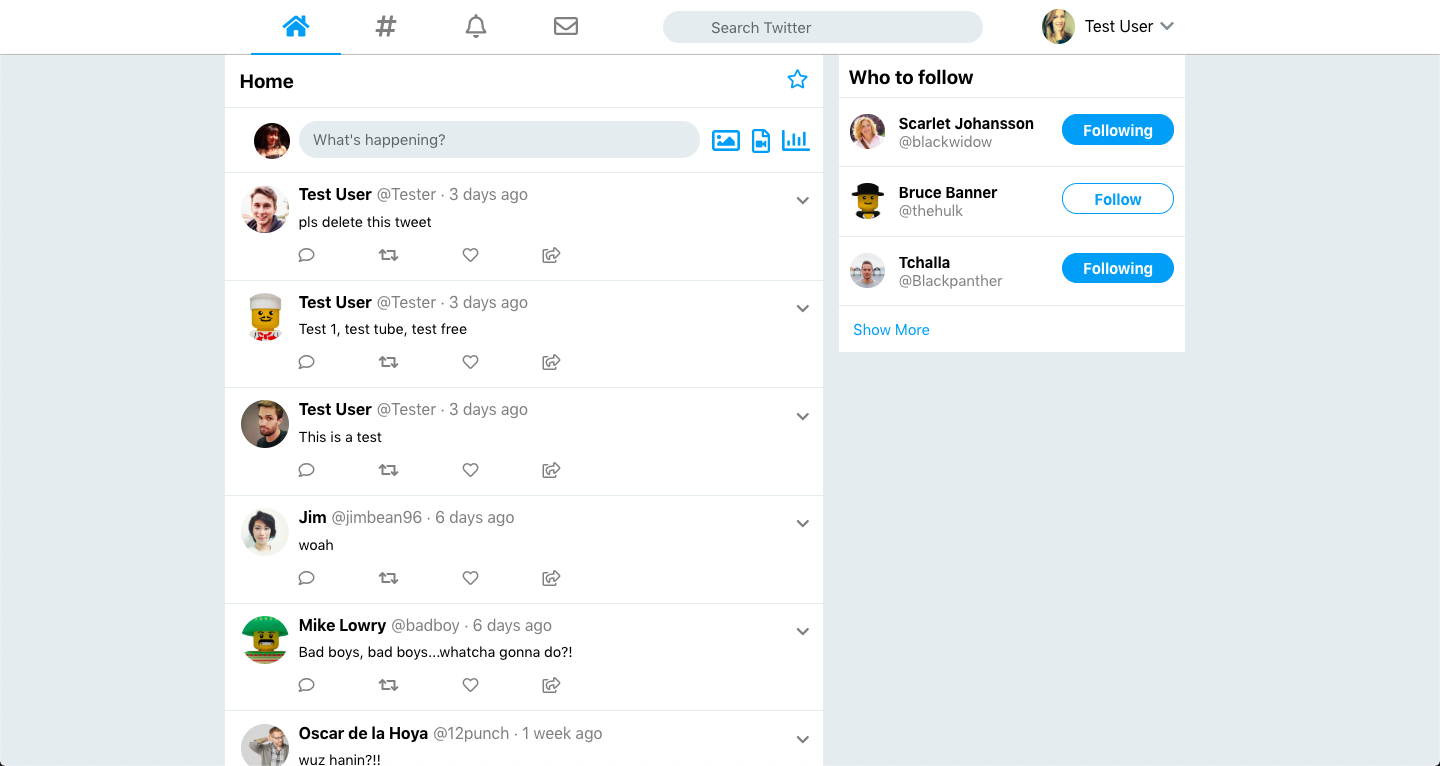 Search Twitter
Test User
Home
What's happening?
Test User @Tester · 3 days ago
pls delete this tweet
Test User @Tester · 3 days ago
Test 1, test tube, test free
Test User @Tester · 3 days ago
This is a test
Jim @jimbean96 · 6 days ago
woah
Mike Lowry @badboy · 6 days ago
Bad boys, bad boys...whatcha gonna do?!
Oscar de la Hoya @12punch · 1 week ago
wuz hanin?!!
Who to follow
Scarlet Johansson
@blackwidow
Following
Bruce Banner
@thehulk
Follow
Tchalla
@Blackpanther
Following
Show More